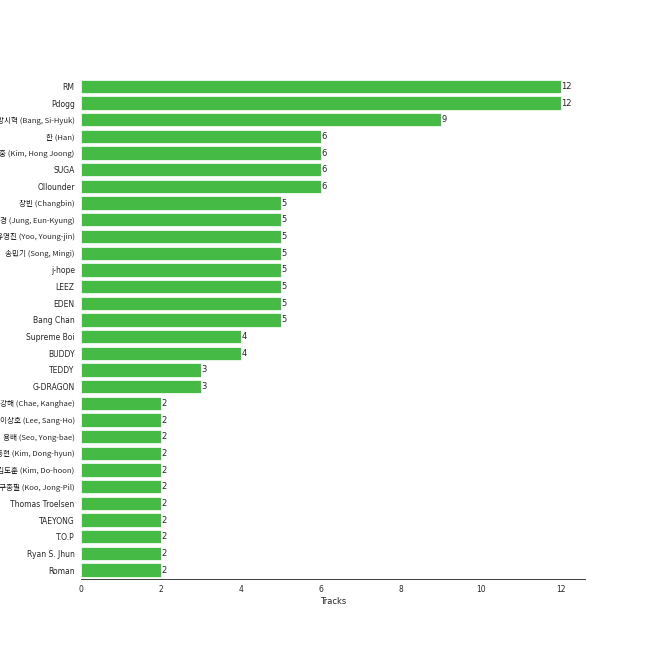 RM 12
Pdogg 12
방시혁 (Bang, Si-Hyuk) 9
한 (Han) 6
중 (Kim, Hong Joong) 6
SUGA 6
Ollounder 6
창빈 (Changbin) 5
경 (Jung, Eun-Kyung) 5
유영진 (Yoo, Young-jin) 5
송민기 (Song, Mingi) 5
j-hope 5
LEEZ 5
EDEN 5
Bang Chan 5
Supreme Boi 4
BUDDY 4
TEDDY 3
G-DRAGON 3
강해 (Chae, Kanghae) 2
이상호 (Lee, Sang-Ho) 2
용배 (Seo, Yong-bae) 2
동현 (Kim, Dong-hyun) 2
김도훈 (Kim, Do-hoon) 2
구종필 (Koo, Jong-Pil) 2
Thomas Troelsen 2
TAEYONG 2
T.O.P 2
Ryan S. Jhun 2
Roman 2
0 2 4 6 8 10 12
Tracks